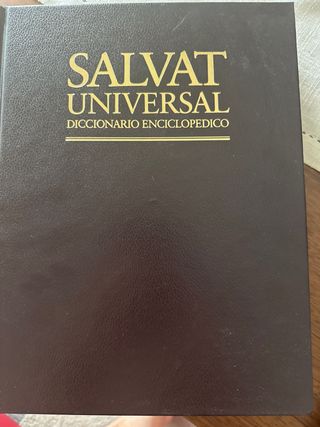 SALVAT
UNIVERSAL
DICCIONARIO ENCICLOPEDICO